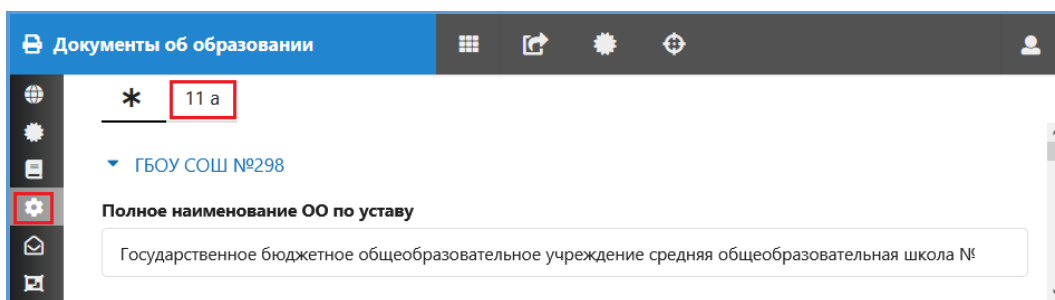 Документы об образовании
* 11 а
ГБОУ СОШ №298
Полное наименование ОО по уставу
Государственное бюджетное общеобразовательное учреждение средняя общеобразовательная школа №